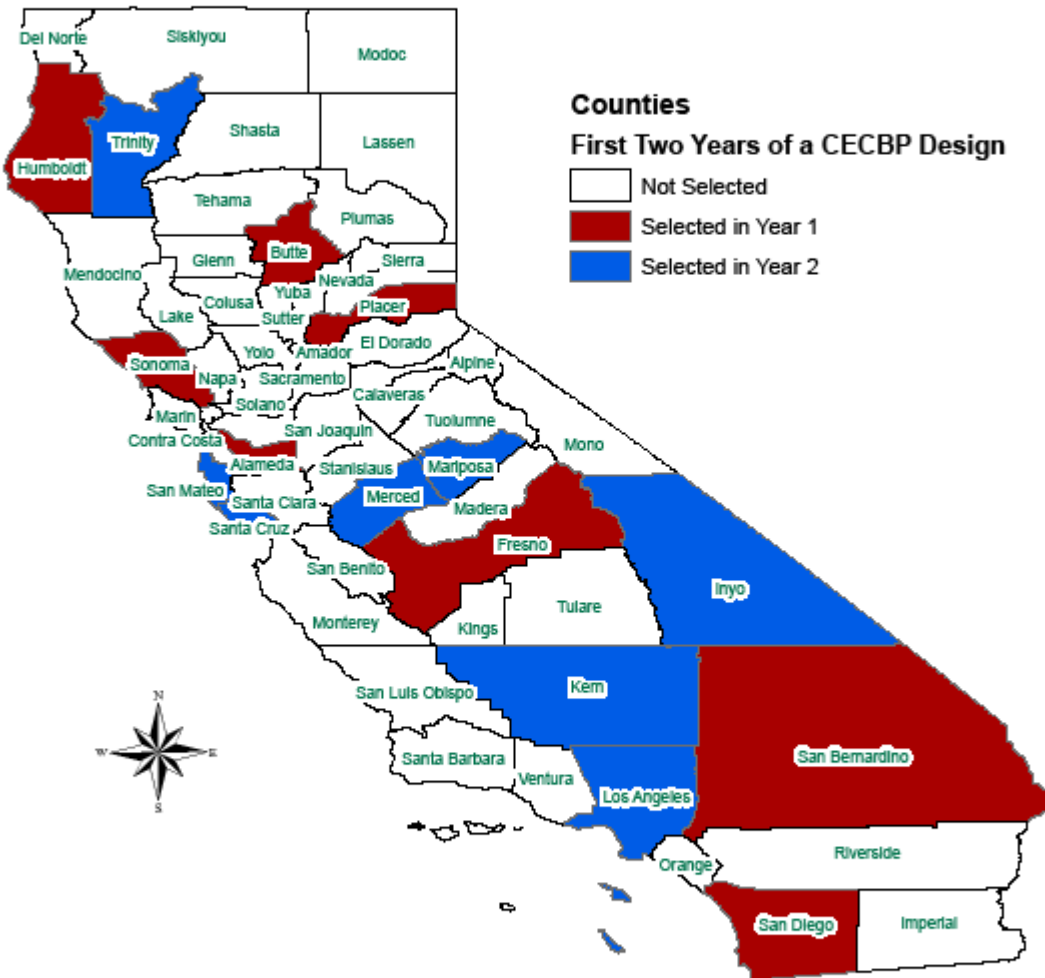 Del Norte
Siskiyou
Modoc
Counties
First Two Years of a CECBP Design
Not Selected
Selected in Year 1
Selected in Year 2
Trinity
Shasta
Lassen
Humboldt
Tehama
Plumas
Butte
Glenn
Sierra
Mendocino
Nevada
Yuba
Colusa
Placer
Lake
Sutter
El Dorado
Yolo
Amador
Sonoma
Alpine
Napa
Sacramento
Calaveras
Solano
Marin
Tuolumne
San Joaquin
Contra Costa
Mono
Alameda
Stanislaus
Mariposa
San Mateo
Merced
Santa Clara
Madera
Santa Cruz
Fresno
San Benito
Inyo
Tulare
Monterey
Kings
Kern
San Luis Obispo
N
W
E
S
Santa Barbara
San Bernardino
Ventura
Los Angeles
Orange
Riverside
San Diego
Imperial